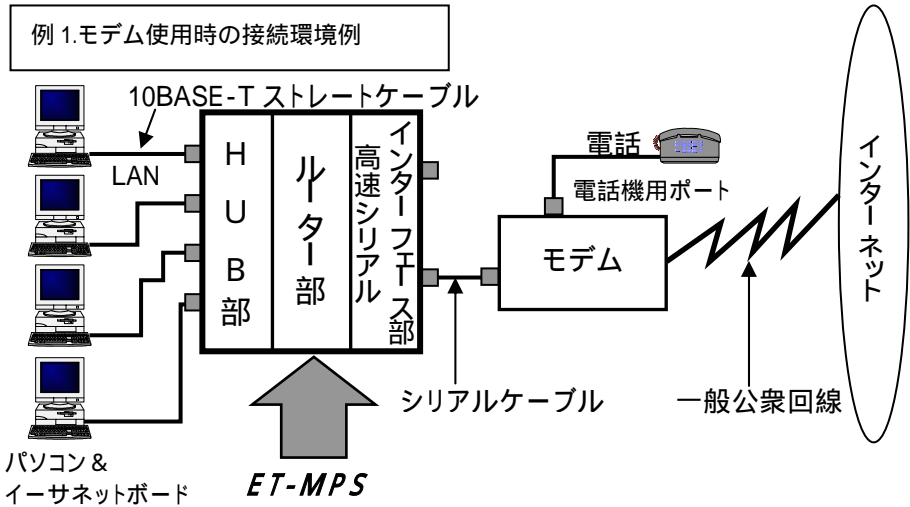 例 1.モデム使用時の接続環境例
10BASE-T ストレートケーブル
LAN
HUB部
ルーター部
高速シリアル
インターフェース部
電話
電話機用ポート
モデム
インターネット
シリアルケーブル
一般公衆回線
パソコン &
イーサネットボード
ET-MPS